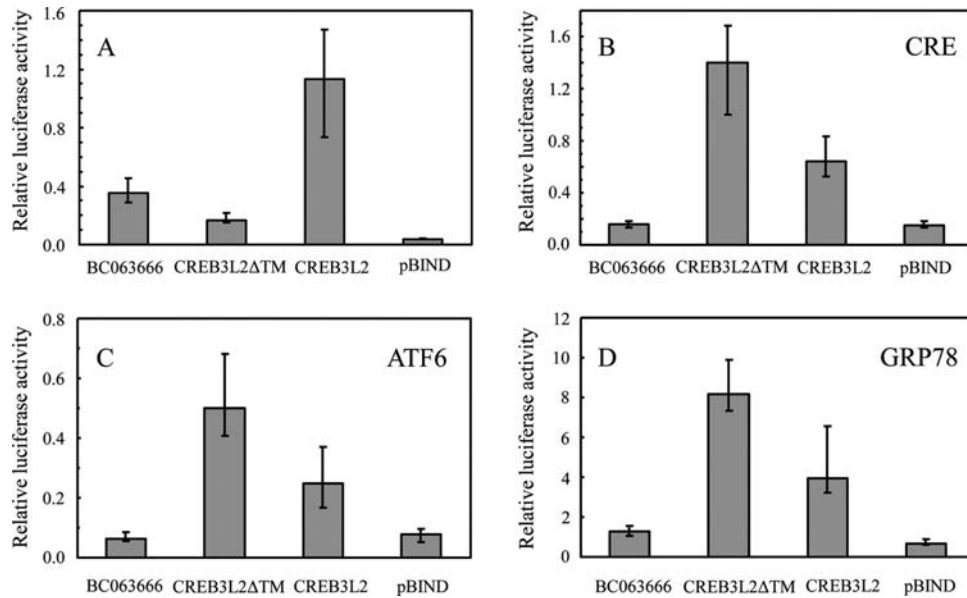 A
Relative luciferase activity
1.6
1.2
0.8
0.4
0.0
BC063666 CREB3L2ΔTM CREB3L2 pBIND
B CRE
Relative luciferase activity
1.6
1.2
0.8
0.4
0.0
BC063666 CREB3L2ΔTM CREB3L2 pBIND
C ATF6
Relative luciferase activity
0.8
0.6
0.4
0.2
0.0
BC063666 CREB3L2ΔTM CREB3L2 pBIND
D GRP78
Relative luciferase activity
12
10
8
6
4
2
0
BC063666 CREB3L2ΔTM CREB3L2 pBIND